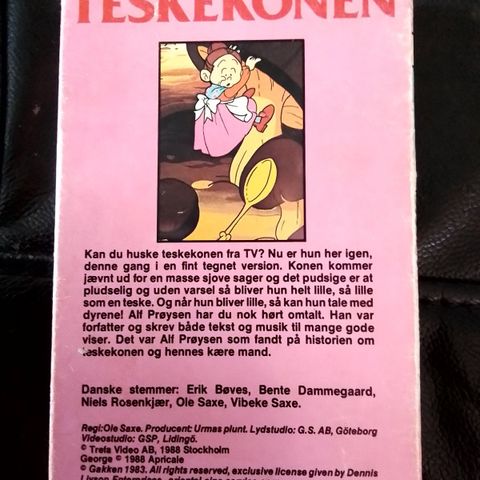 TESKEKONEN
Kan du huske teskekonen fra TV? Nu er hun her igen,
denne gang i en fint tegnet version. Konen kommer
jævnt ud for en masse sjove sager og det pudsige er at
pludselig og uden varsel så bliver hun helt lille, så lille
som en teske. Og når hun bliver lille, så kan hun tale med
dyrene! Alf Prøysen har du nok hørt omtalt. Han var
forfatter og skrev både tekst og musik til mange gode
viser. Det var Alf Prøysen som fandt på historien om
teskekonen og hennes kære mand.
Danske stemmer: Erik Bøves, Bente Dammegaard,
Niels Rosenkjær, Ole Saxe, Vibeke Saxe.
Regi: Ole Saxe. Producent: Urmas plunt. Lydstudio: G.S. AB, Göteborg
Videostudio: GSP, Lidingö.
© Trefa Video AB, 1988 Stockholm
George © 1988 Apricale
© Gakken 1983. All rights reserved, exclusive license given by Dennis